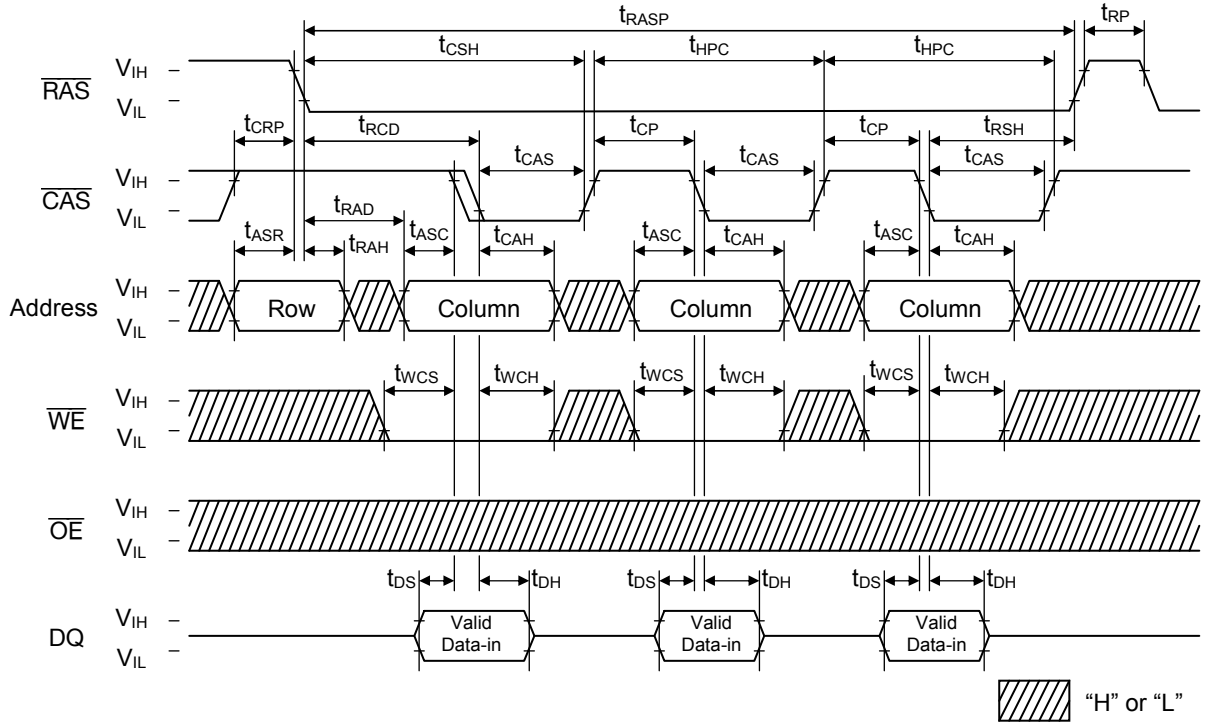 tRASP
tRP
tCSH
tHPC
tHPC
VIH
RAS
VIL
tCRP
tRCD
tCP
tCP
tRSH
tCAS
tCAS
tCAS
VIH
CAS
VIL
tRAD
tASR
tRAH
tASC
tCAH
tASC
tCAH
tASC
tCAH
VIH
Address
Row
Column
Column
Column
VIL
tWCS
tWCH
tWCS
tWCH
tWCS
tWCH
VIH
WE
VIL
VIH
OE
VIL
tDS
tDH
tDS
tDH
tDS
tDH
VIH
DQ
Valid
Data-in
Valid
Data-in
Valid
Data-in
VIL
“H” or “L”